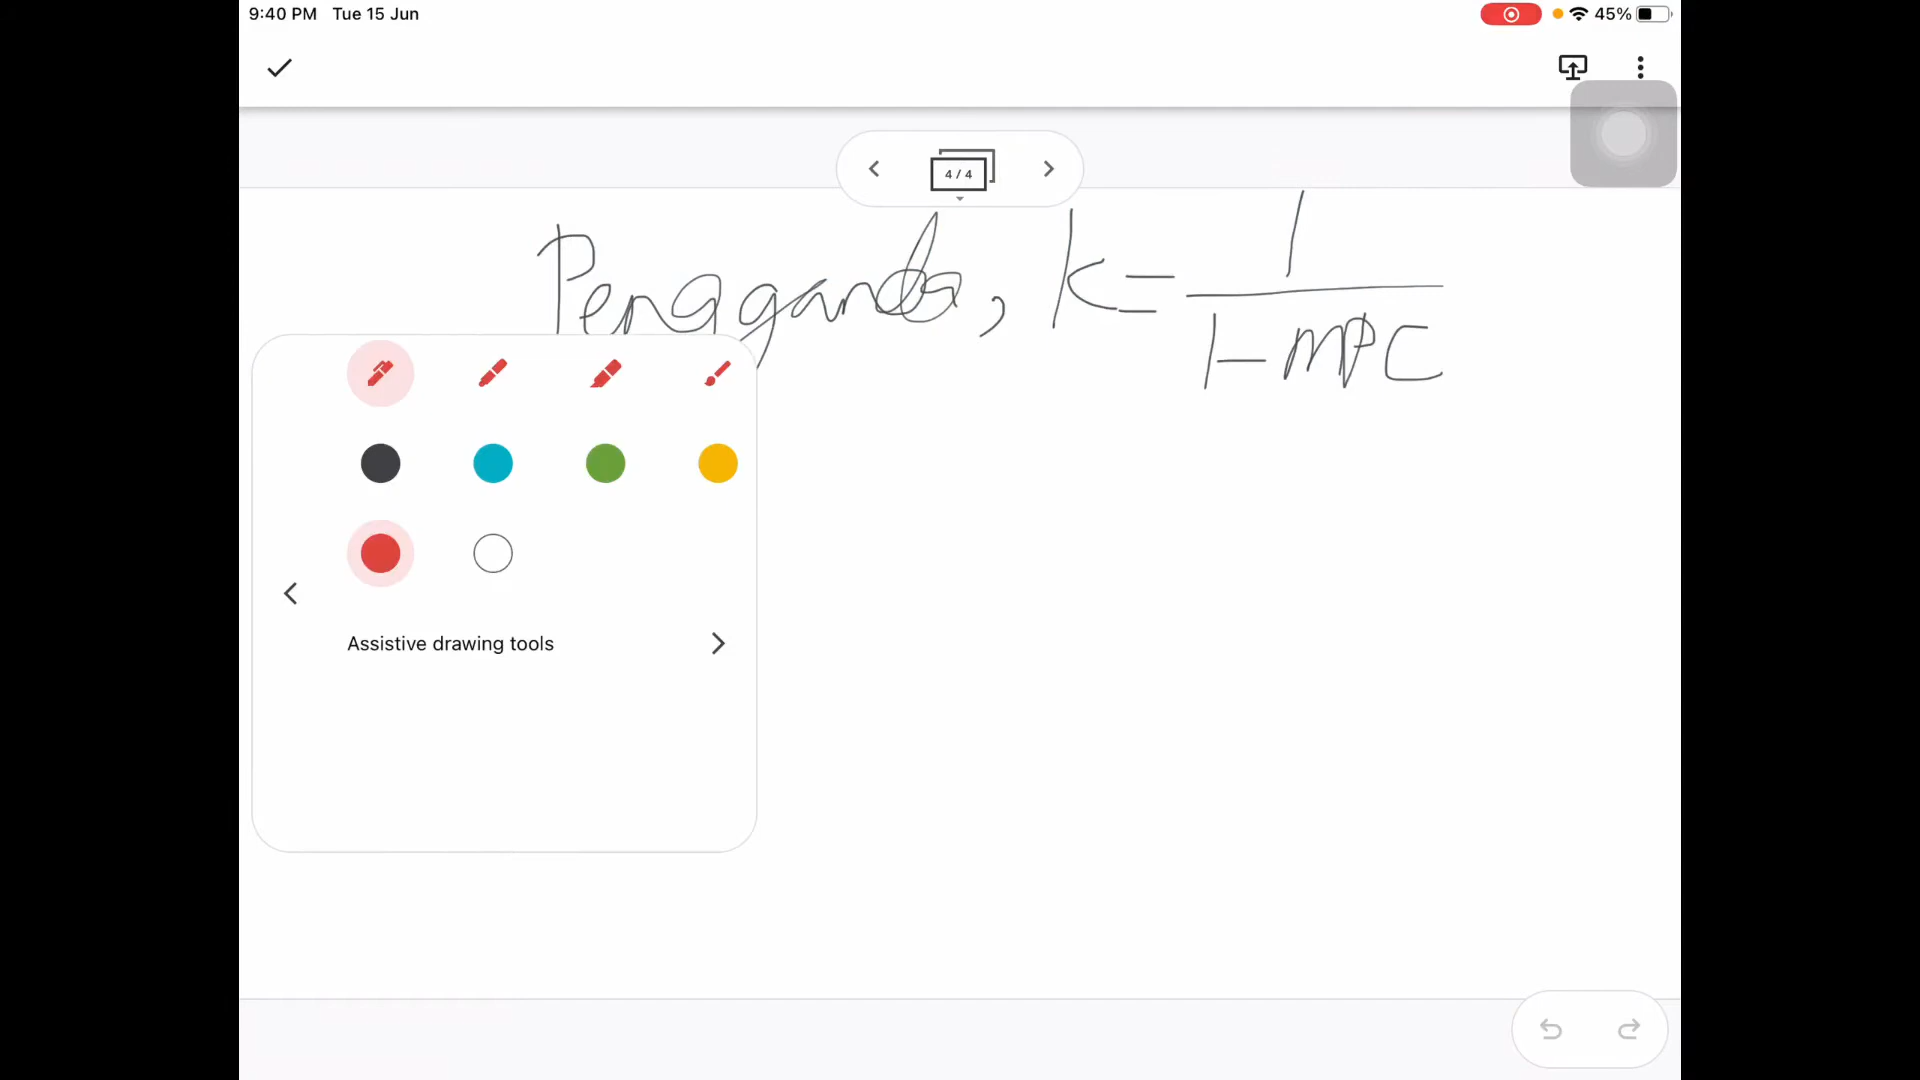 9:40 PM Tue 15 Jun 45%
4 / 4
Pengganda, k = 1
1 - MPC
Assistive drawing tools